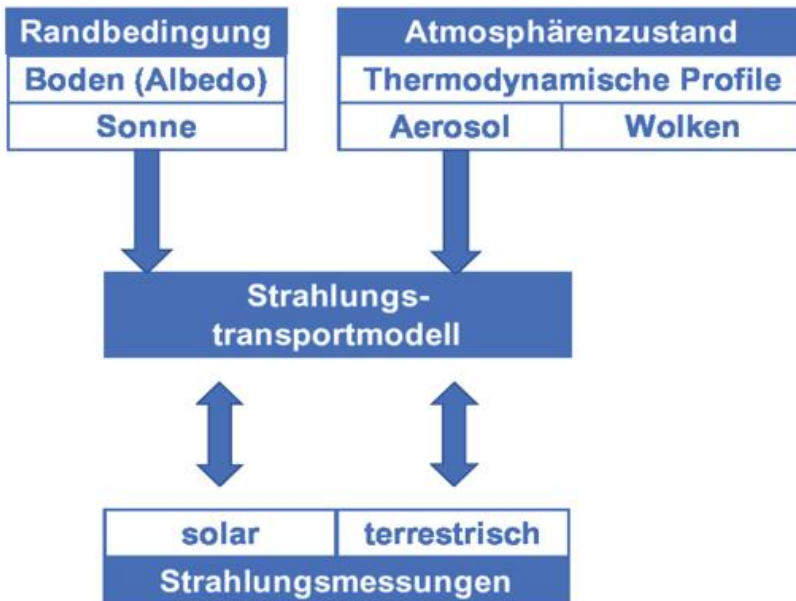 Randbedingung
Boden (Albedo)
Sonne
Atmosphärenzustand
Thermodynamische Profile
Aerosol
Wolken
Strahlungs-
transportmodell
solar
terrestrisch
Strahlungsmessungen